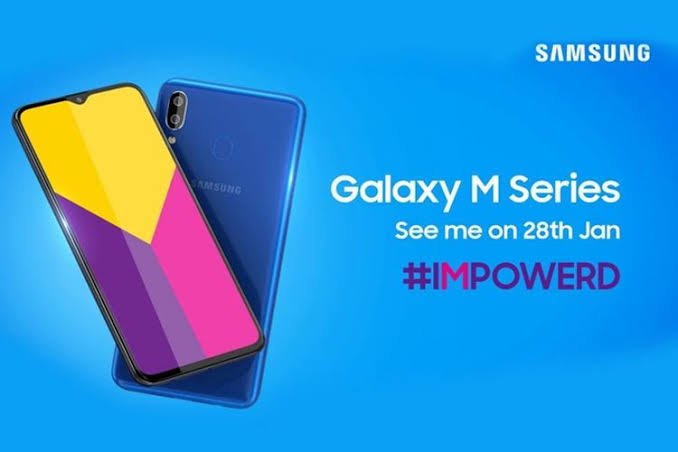 SAMSUNG
SAMSUNG
Galaxy M Series
See me on 28th Jan
#IMPOWERD